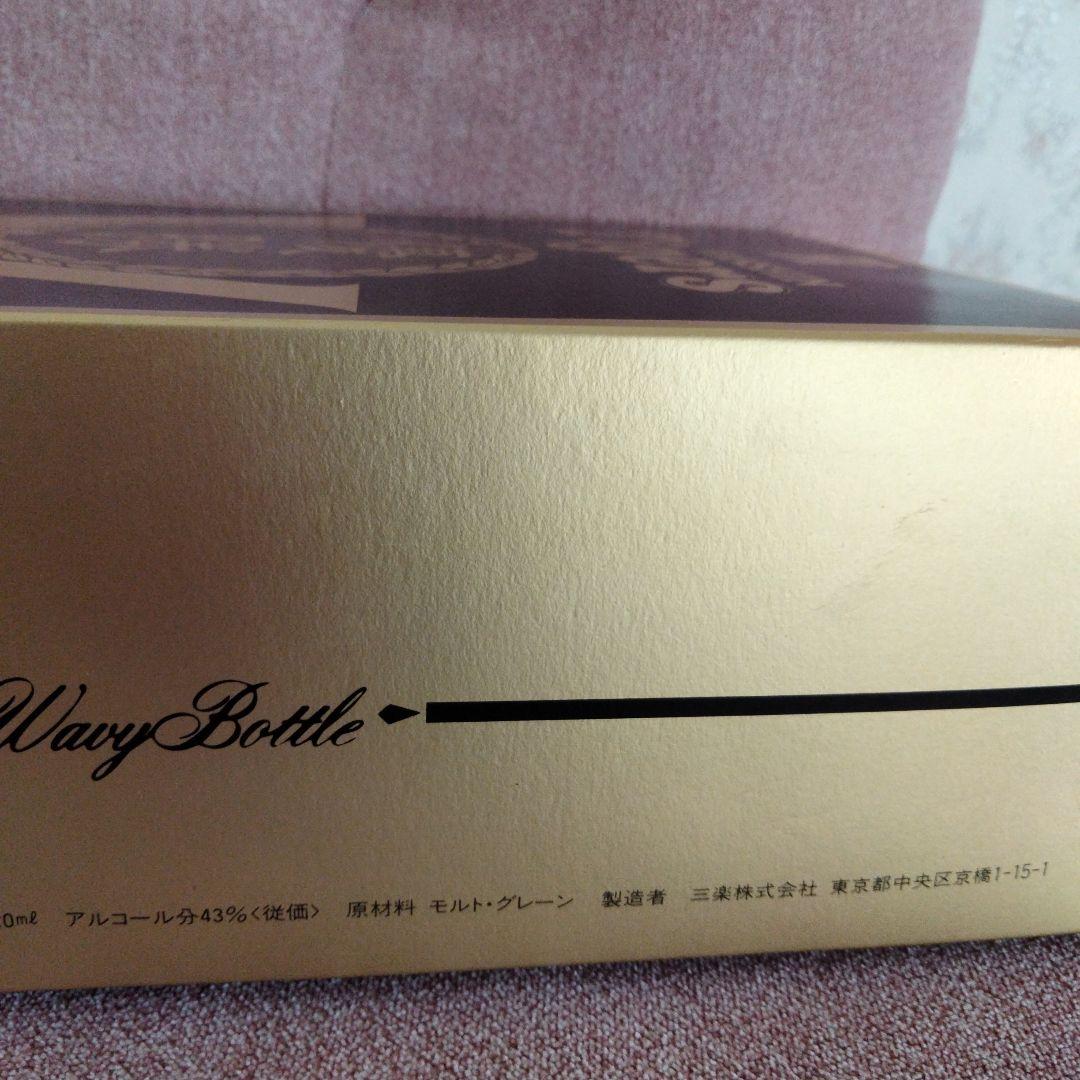 Wavy Bottle
0ml アルコール分43%<従価> 原材料 モルト・グレーン 製造者 三楽株式会社 東京都中央区京橋1-15-1